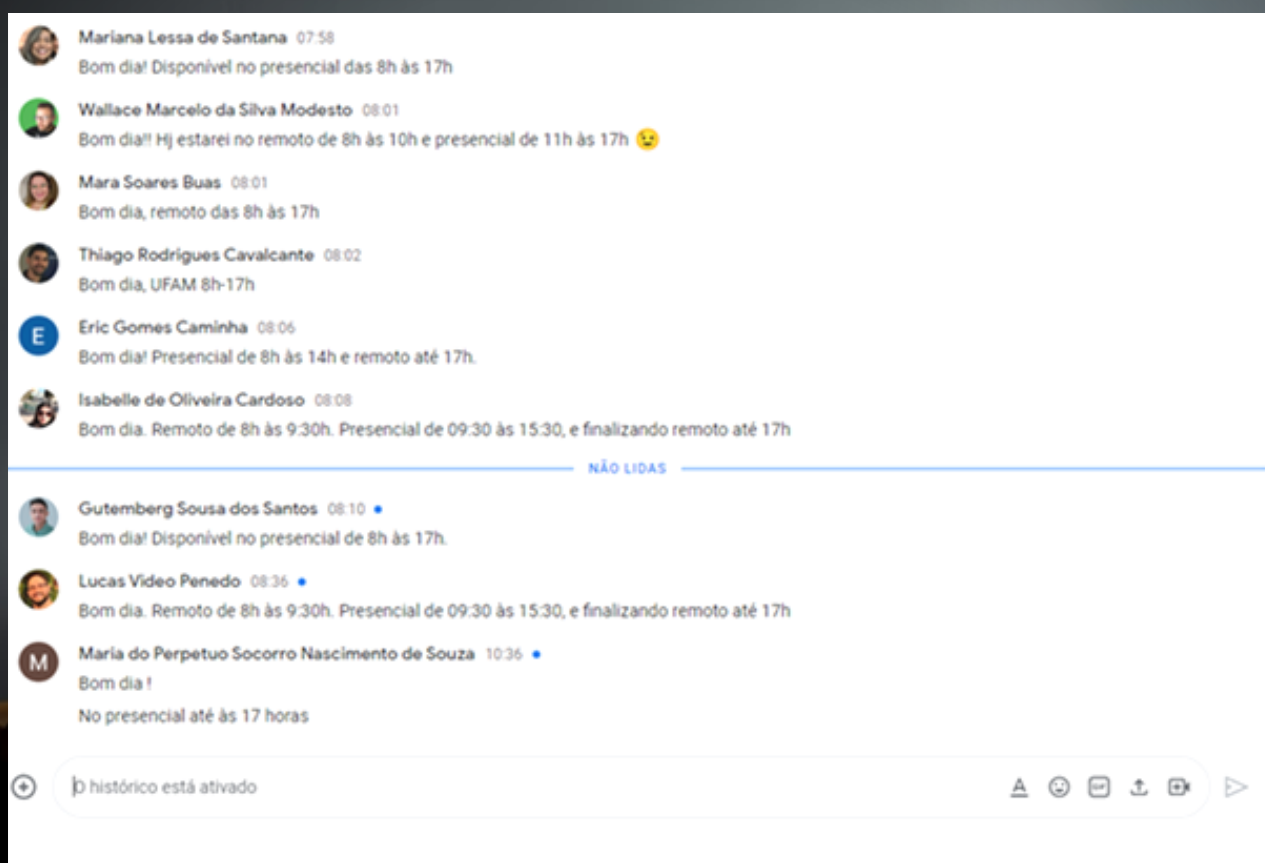 Mariana Lessa de Santana 07:58
Bom dia! Disponível no presencial das 8h às 17h
Wallace Marcelo da Silva Modesto 08:01
Bom dia!! Hj estarei no remoto de 8h às 10h e presencial de 11h às 17h 😉
Mara Soares Buas 08:01
Bom dia, remoto das 8h às 17h
Thiago Rodrigues Cavalcante 08:02
Bom dia, UFAM 8h-17h
E
Eric Gomes Caminha 08:06
Bom dia! Presencial de 8h às 14h e remoto até 17h.
Isabelle de Oliveira Cardoso 08:08
Bom dia. Remoto de 8h às 9:30h. Presencial de 09:30 às 15:30, e finalizando remoto até 17h
NÃO LIDAS
Gutemberg Sousa dos Santos 08:10
Bom dia! Disponível no presencial de 8h às 17h.
Lucas Video Penedo 08:36
Bom dia. Remoto de 8h às 9:30h. Presencial de 09:30 às 15:30, e finalizando remoto até 17h
M
Maria do Perpetuo Socorro Nascimento de Souza 10:36
Bom dia !
No presencial até às 17 horas
O histórico está ativado
A
GIF